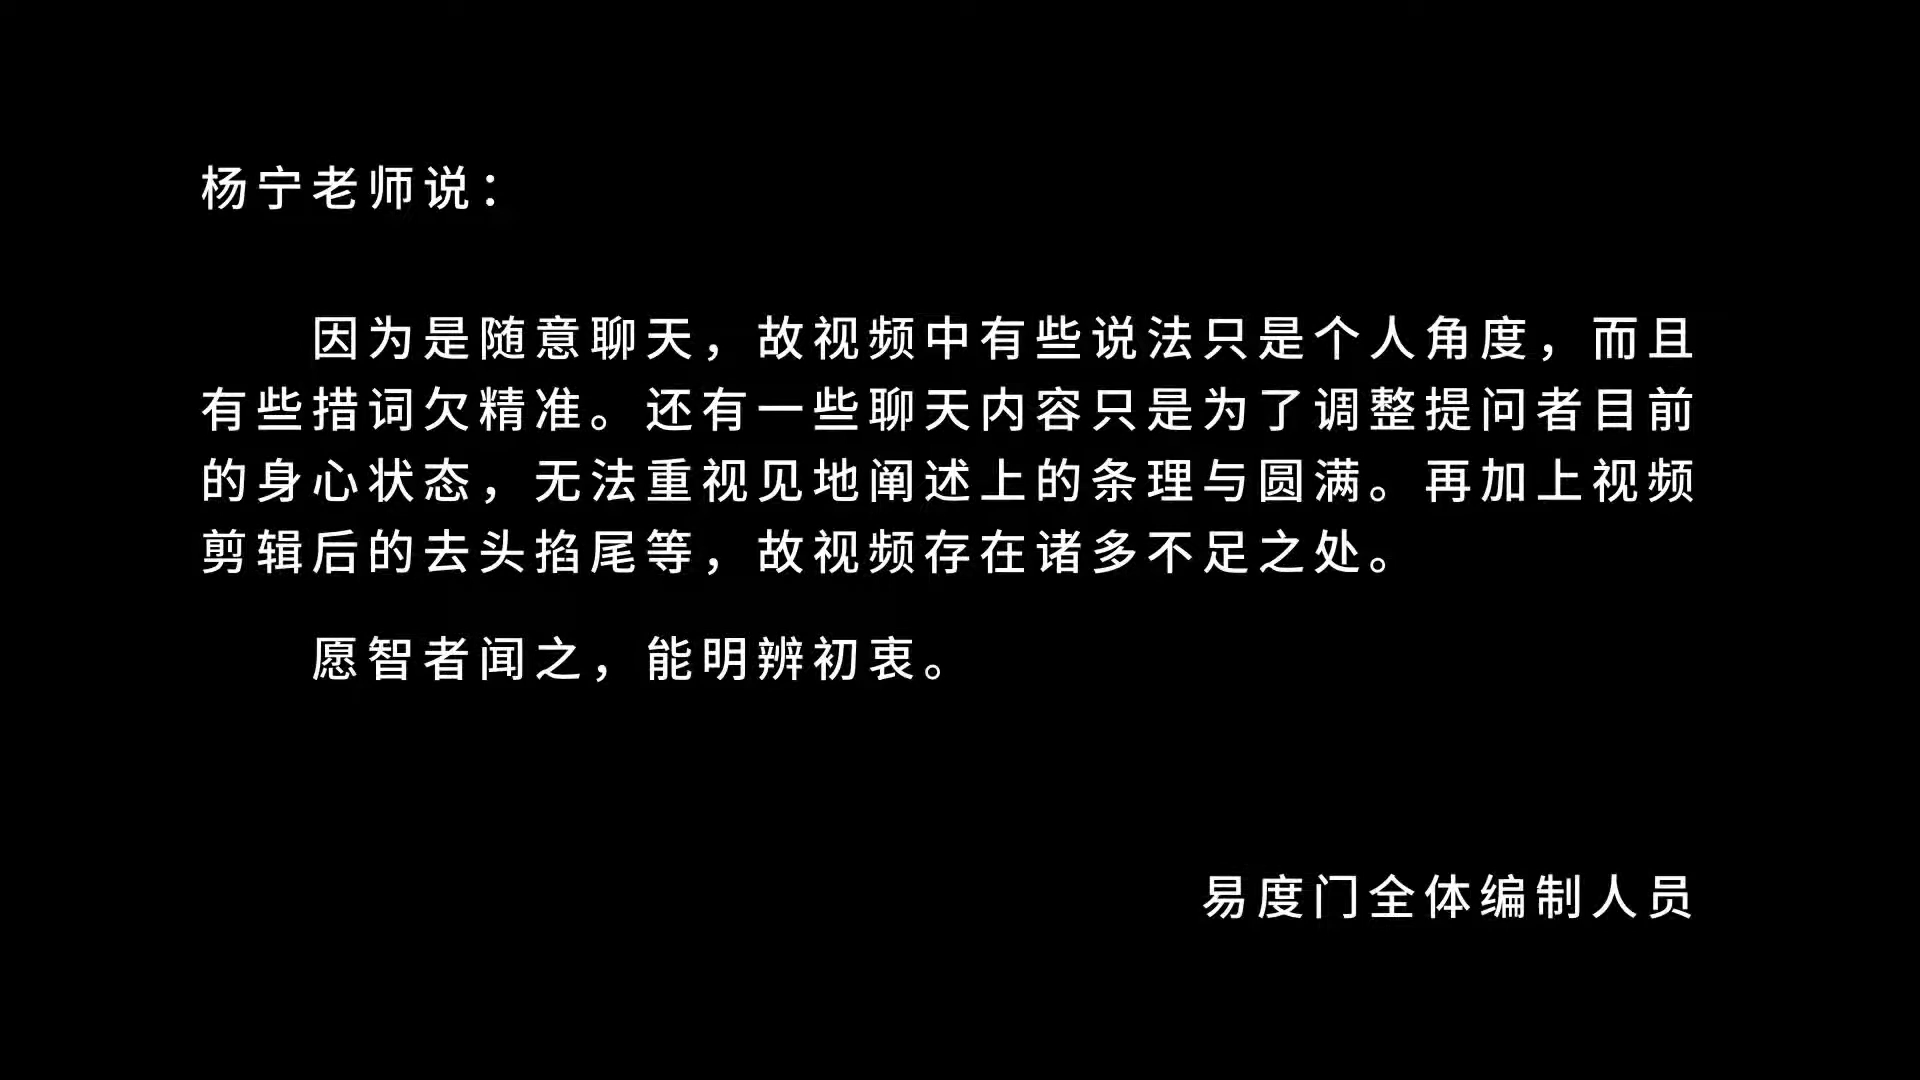 杨宁老师说：
因为是随意聊天，故视频中有些说法只是个人角度，而且
有些措词欠精准。还有一些聊天内容只是为了调整提问者目前
的身心状态，无法重视见地阐述上的条理与圆满。再加上视频
剪辑后的去头掐尾等，故视频存在诸多不足之处。
愿智者闻之，能明辨初衷。
易度门全体编制人员